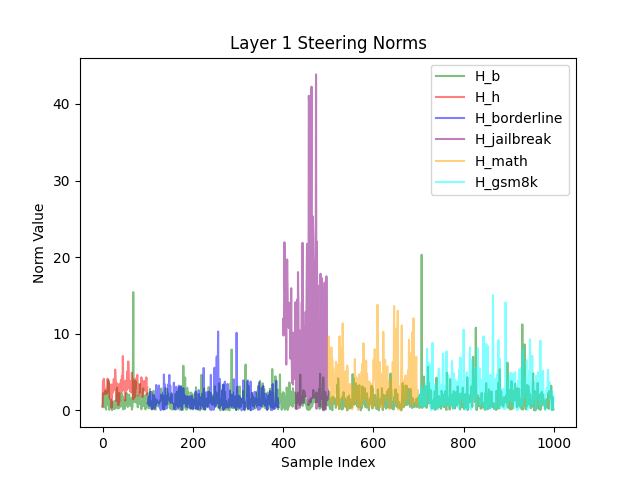 Layer 1 Steering Norms
H_b
H_h
H_borderline
H_jailbreak
H_math
H_gsm8k
Norm Value
40
30
20
10
0
0 200 400 600 800 1000
Sample Index